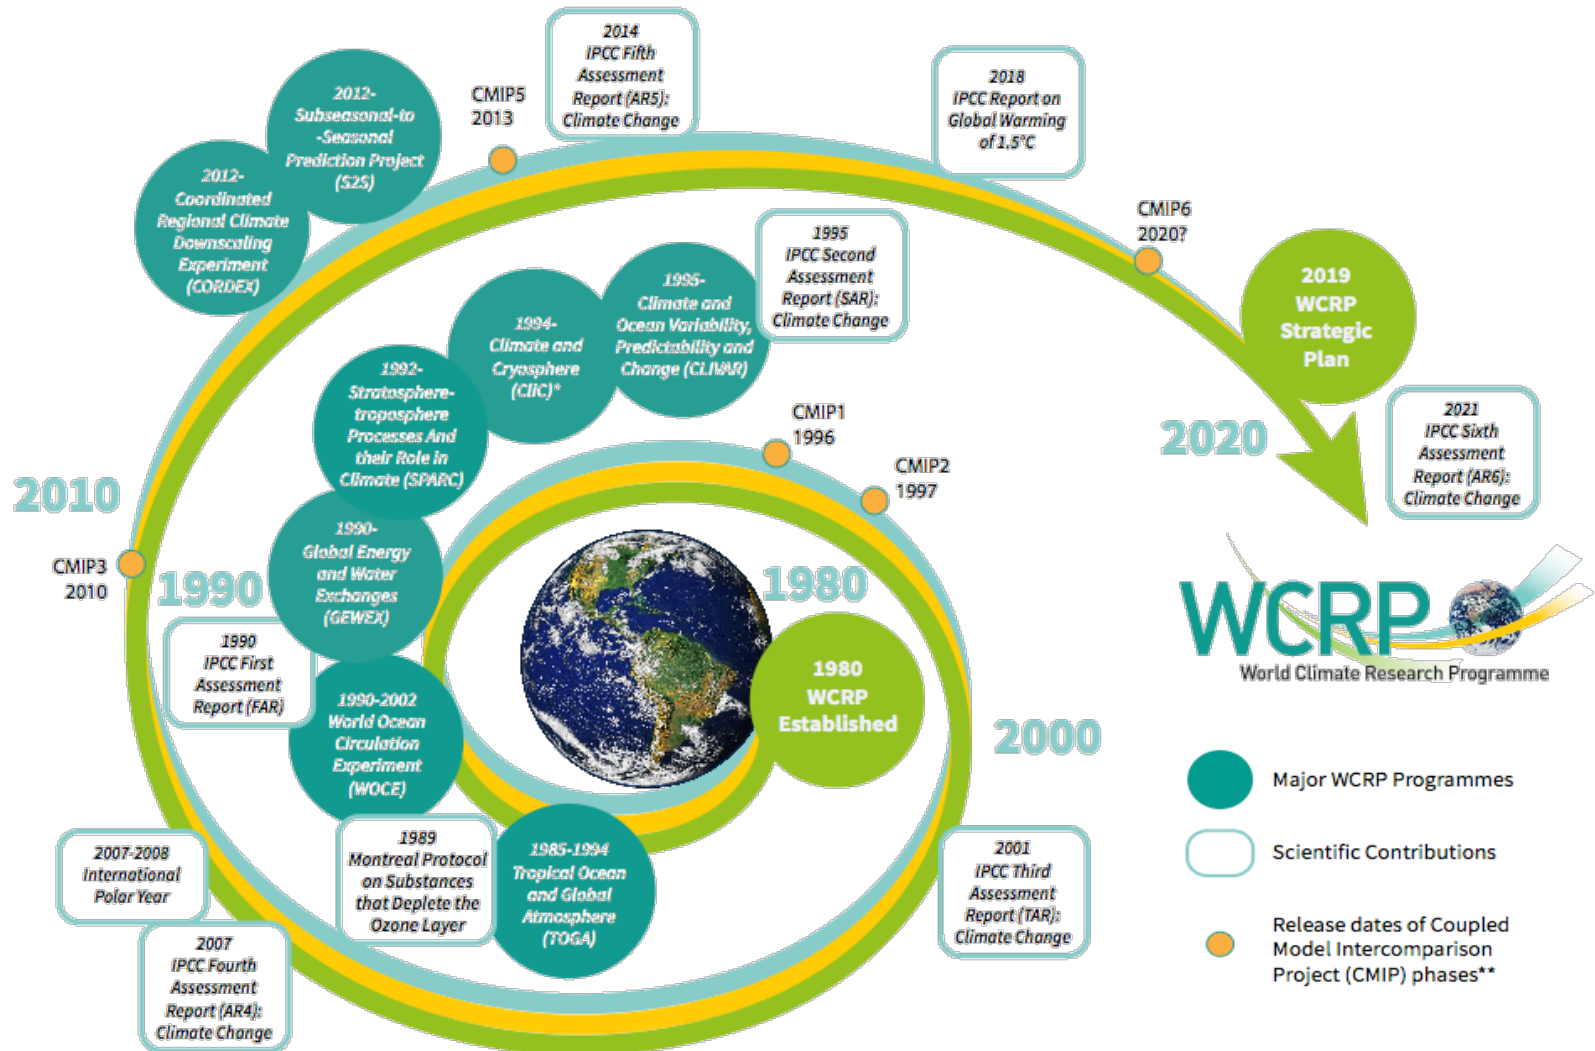 2014
IPCC Fifth
Assessment
Report (AR5):
Climate Change
2018
IPCC Report on
Global Warming
of 1.5°C
2012-
Subseasonal-to
-Seasonal
Prediction Project
(S2S)
CMIP5
2013
2012-
Coordinated
Regional Climate
Downscaling
Experiment
(CORDEX)
CMIP6
2020?
1995
IPCC Second
Assessment
Report (SAR):
Climate Change
2019
WCRP
Strategic
Plan
1995-
Climate and
Ocean Variability,
Predictability and
Change (CLIVAR)
1994-
Climate and
Cryosphere
(CliC)*
1992-
Stratosphere-
troposphere
Processes And
their Role in
Climate (SPARC)
CMIP1
1996
CMIP2
1997
2020
2021
IPCC Sixth
Assessment
Report (AR6):
Climate Change
2010
CMIP3
2010
1990
1990-
Global Energy
and Water
Exchanges
(GEWEX)
1980
1990
IPCC First
Assessment
Report (FAR)
1980
WCRP
Established
WCRP
World Climate Research Programme
1990-2002
World Ocean
Circulation
Experiment
(WOCE)
2000
Major WCRP Programmes
1989
Montreal Protocol
on Substances
that Deplete the
Ozone Layer
1985-1994
Tropical Ocean
and Global
Atmosphere
(TOGA)
2001
IPCC Third
Assessment
Report (TAR):
Climate Change
Scientific Contributions
2007-2008
International
Polar Year
2007
IPCC Fourth
Assessment
Report (AR4):
Climate Change
Release dates of Coupled
Model Intercomparison
Project (CMIP) phases**